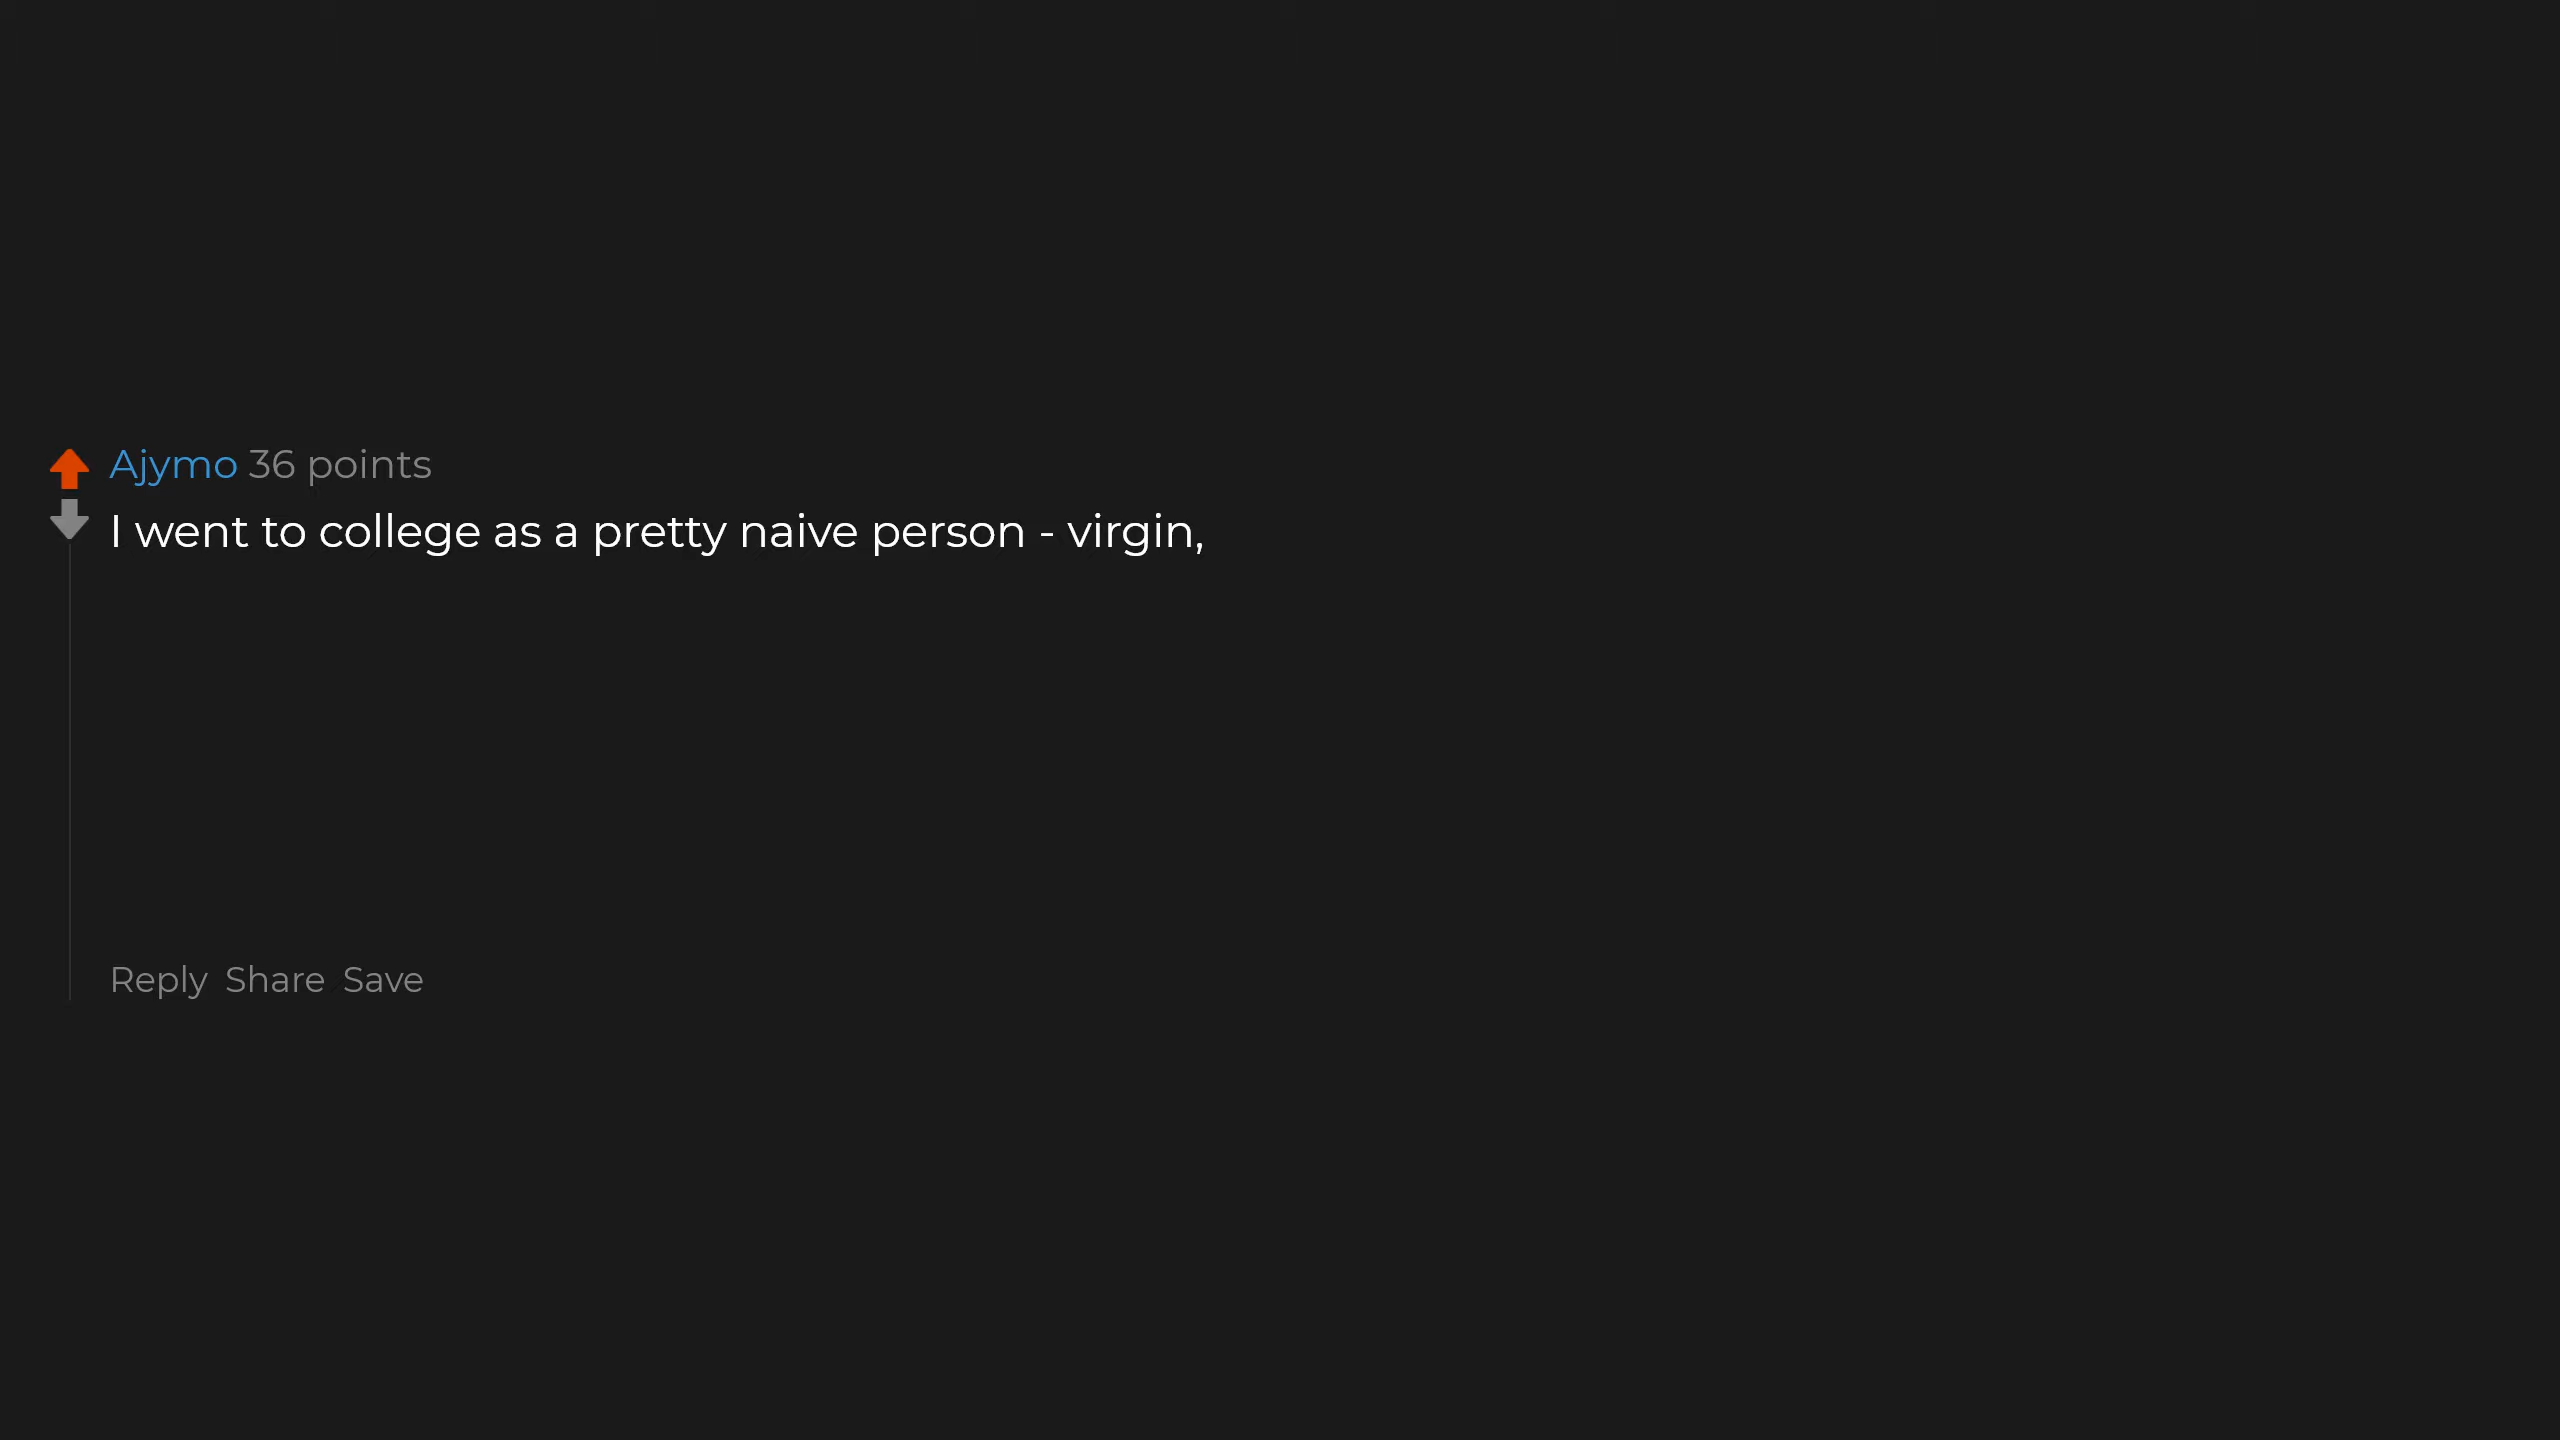 Ajymo 36 points
I went to college as a pretty naive person - virgin,
Reply Share Save